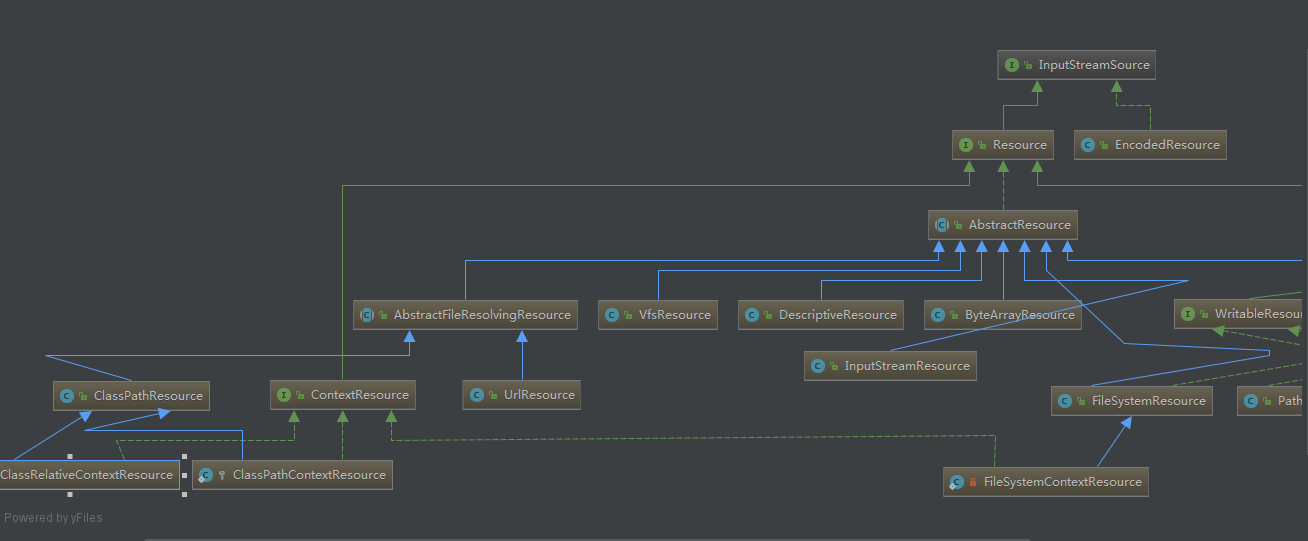 InputStreamSource
Resource
EncodedResource
AbstractResource
AbstractFileResolvingResource
VfsResource
DescriptiveResource
ByteArrayResource
WritableResour
InputStreamResource
ClassPathResource
ContextResource
UrlResource
FileSystemResource
Path
ClassRelativeContextResource
ClassPathContextResource
FileSystemContextResource
Powered by yFiles